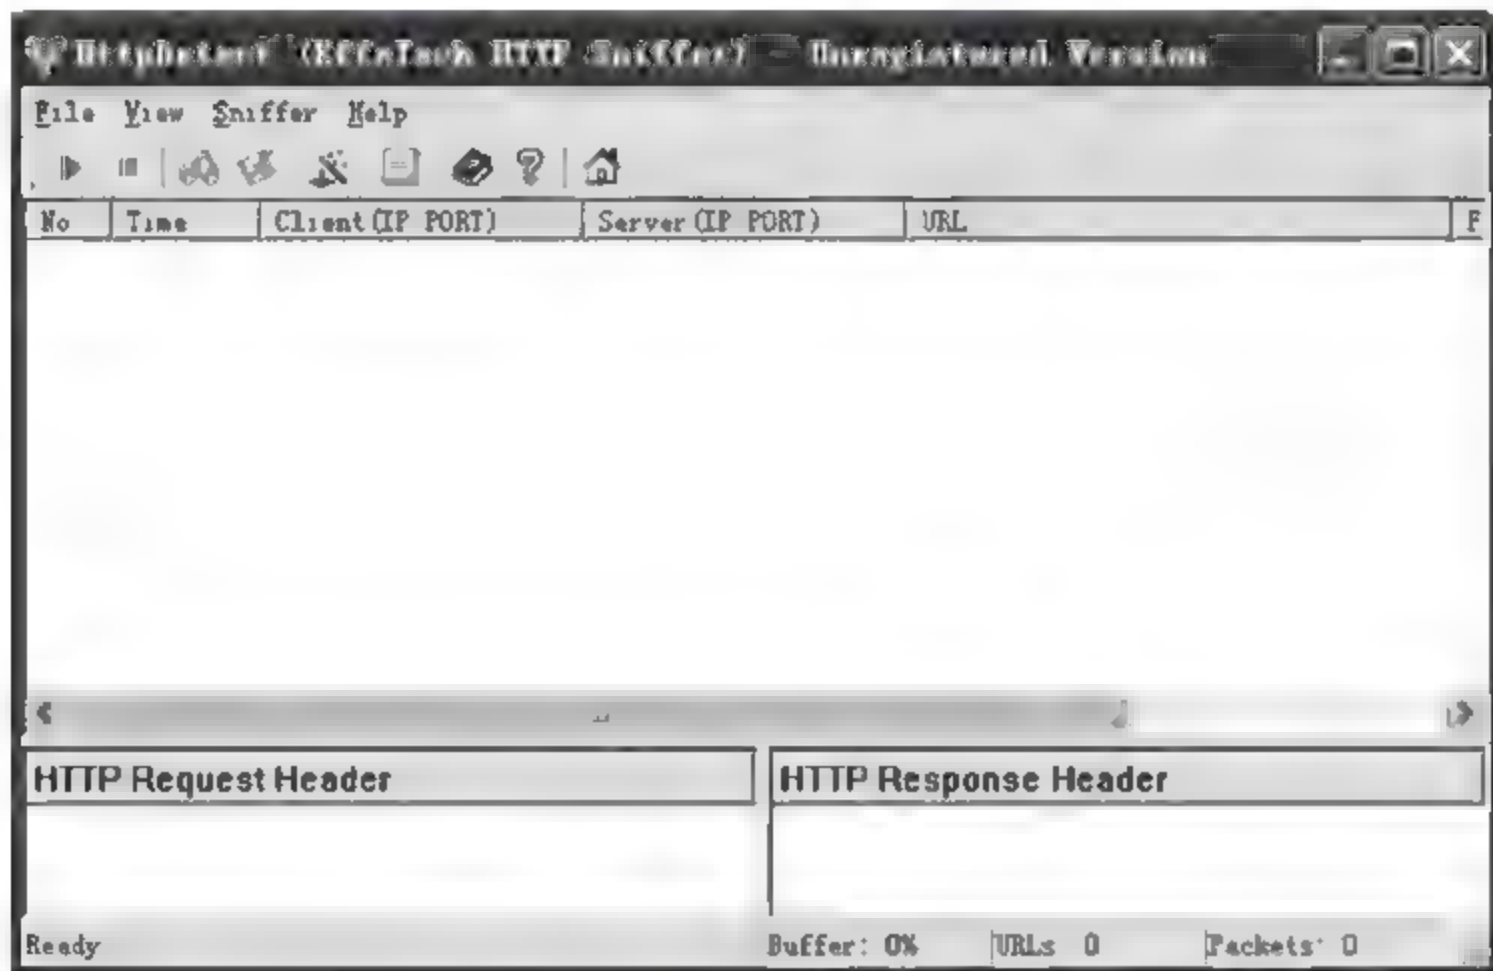 HttpDetect (EffeTech HTTP Sniffer) - Unregistered Version
File View Sniffer Help
No Time Client(IP PORT) Server(IP PORT) URL F
HTTP Request Header HTTP Response Header
Ready Buffer: 0% URLs 0 Packets: 0